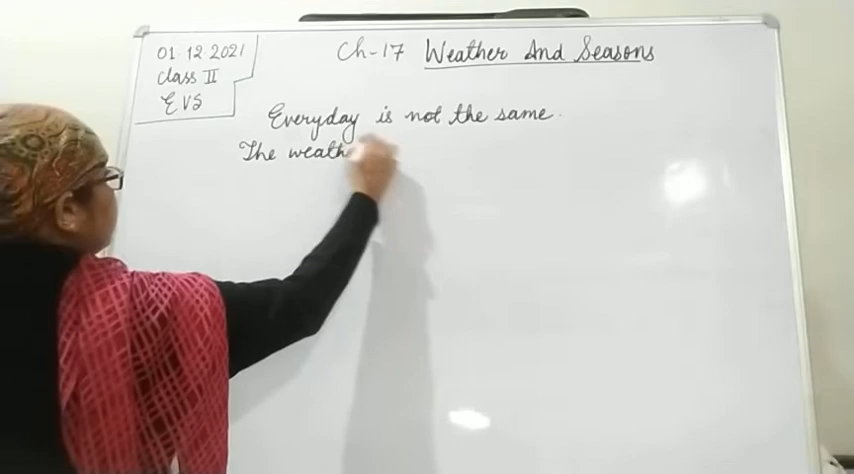 01.12.2021
Class II
EVS
Ch-17 Weather And Seasons
Everyday is not the same.
The weath